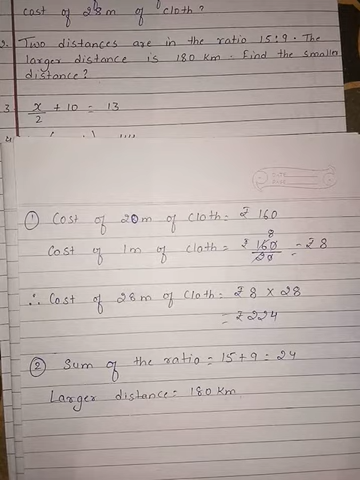 cost of 28m of cloth?
2. Two distances are in the ratio 15:9. The
larger distance is 180 km. Find the smaller
distance?
3. x/2 + 10 = 13
① Cost of 20m of cloth = ₹ 160
Cost of 1m of cloth = ₹ 160/20 = ₹8
8
∴ Cost of 28m of cloth = ₹8 × 28
= ₹224
② Sum of the ratio = 15+9 = 24
Larger distance = 180 km